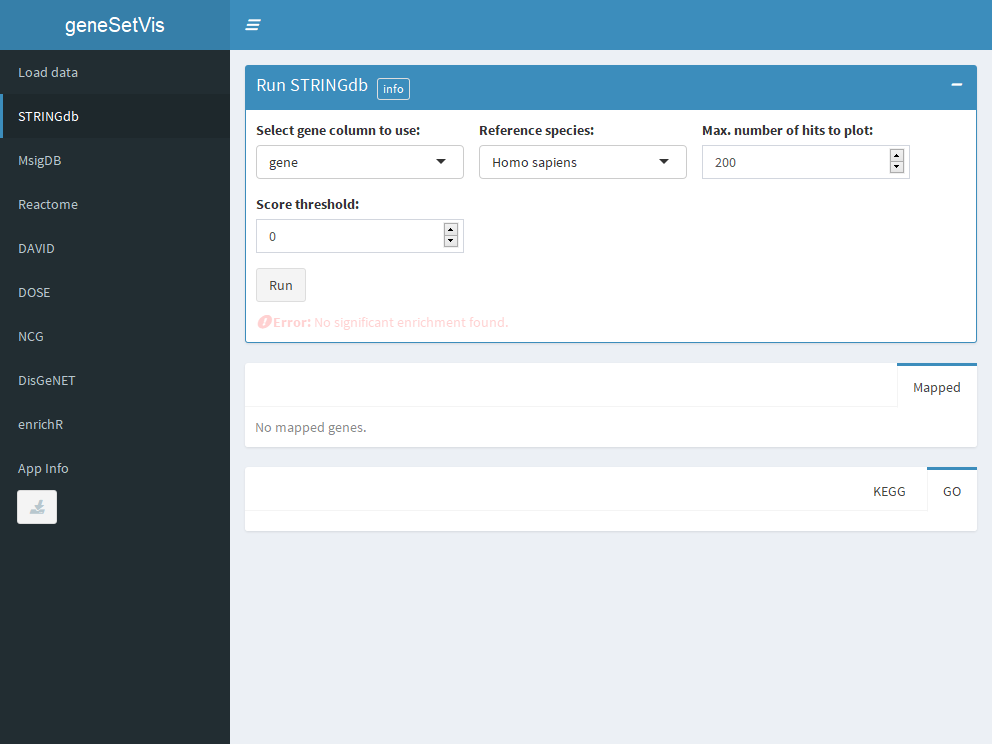 geneSetVis
Load data
STRINGdb
MsigDB
Reactome
DAVID
DOSE
NCG
DisGeNET
enrichR
App Info
Run STRINGdb info
Select gene column to use: Reference species: Max. number of hits to plot:
gene Homo sapiens 200
Score threshold:
0
Run
Error: No significant enrichment found.
Mapped
No mapped genes.
KEGG GO